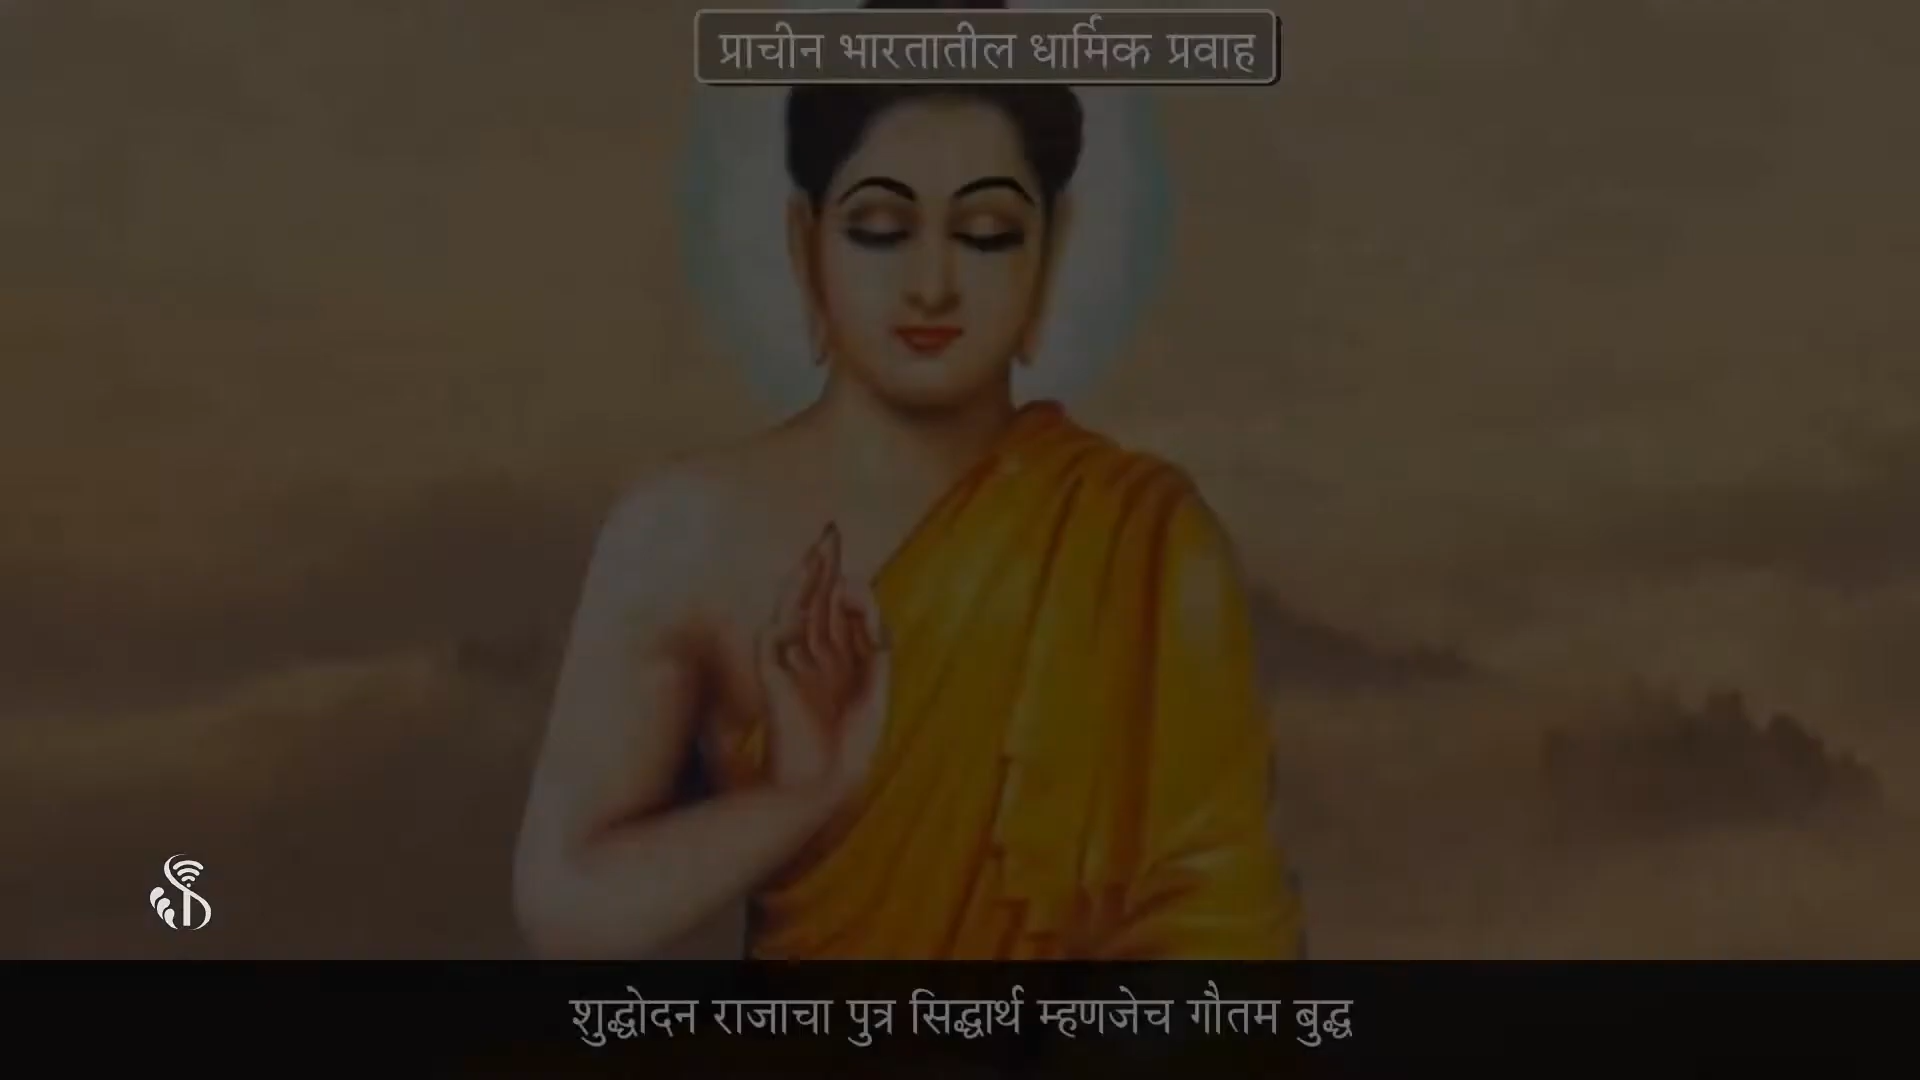 प्राचीन भारतातील धार्मिक प्रवाह
शुद्धोदन राजाचा पुत्र सिद्धार्थ म्हणजेच गौतम बुद्ध